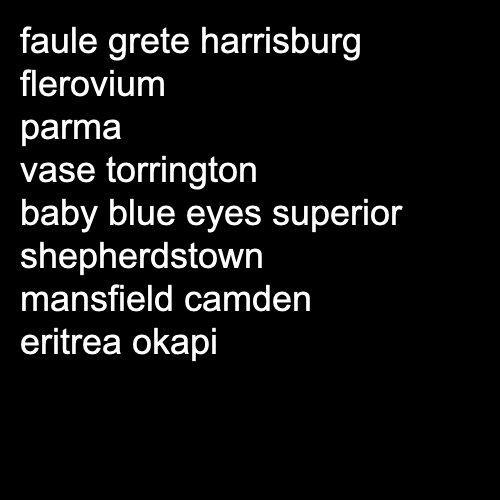 faule grete harrisburg
flerovium
parma
vase torrington
baby blue eyes superior
shepherdstown
mansfield camden
eritrea okapi